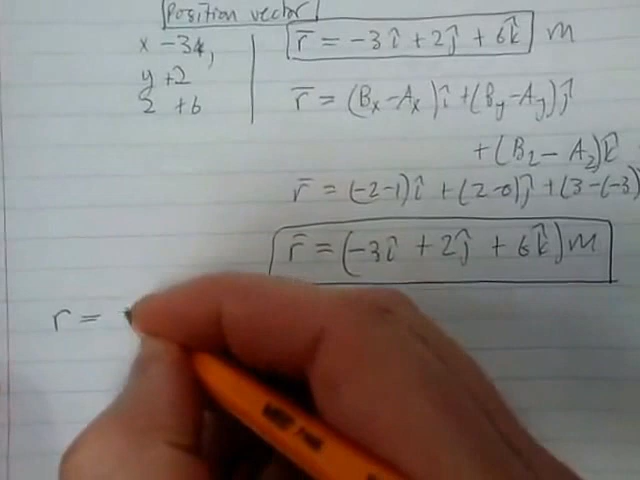 Position vector
x -3i,
y +2
z +6
r̄ = -3î + 2ĵ + 6k̂ m
r̄ = (Bx - Ax)î + (By - Ay)ĵ
+ (Bz - Az)k̂
r̄ = (-2-1)î + (2-0)ĵ + (3-(-3)
r̄ = (-3î + 2ĵ + 6k̂)m
r =